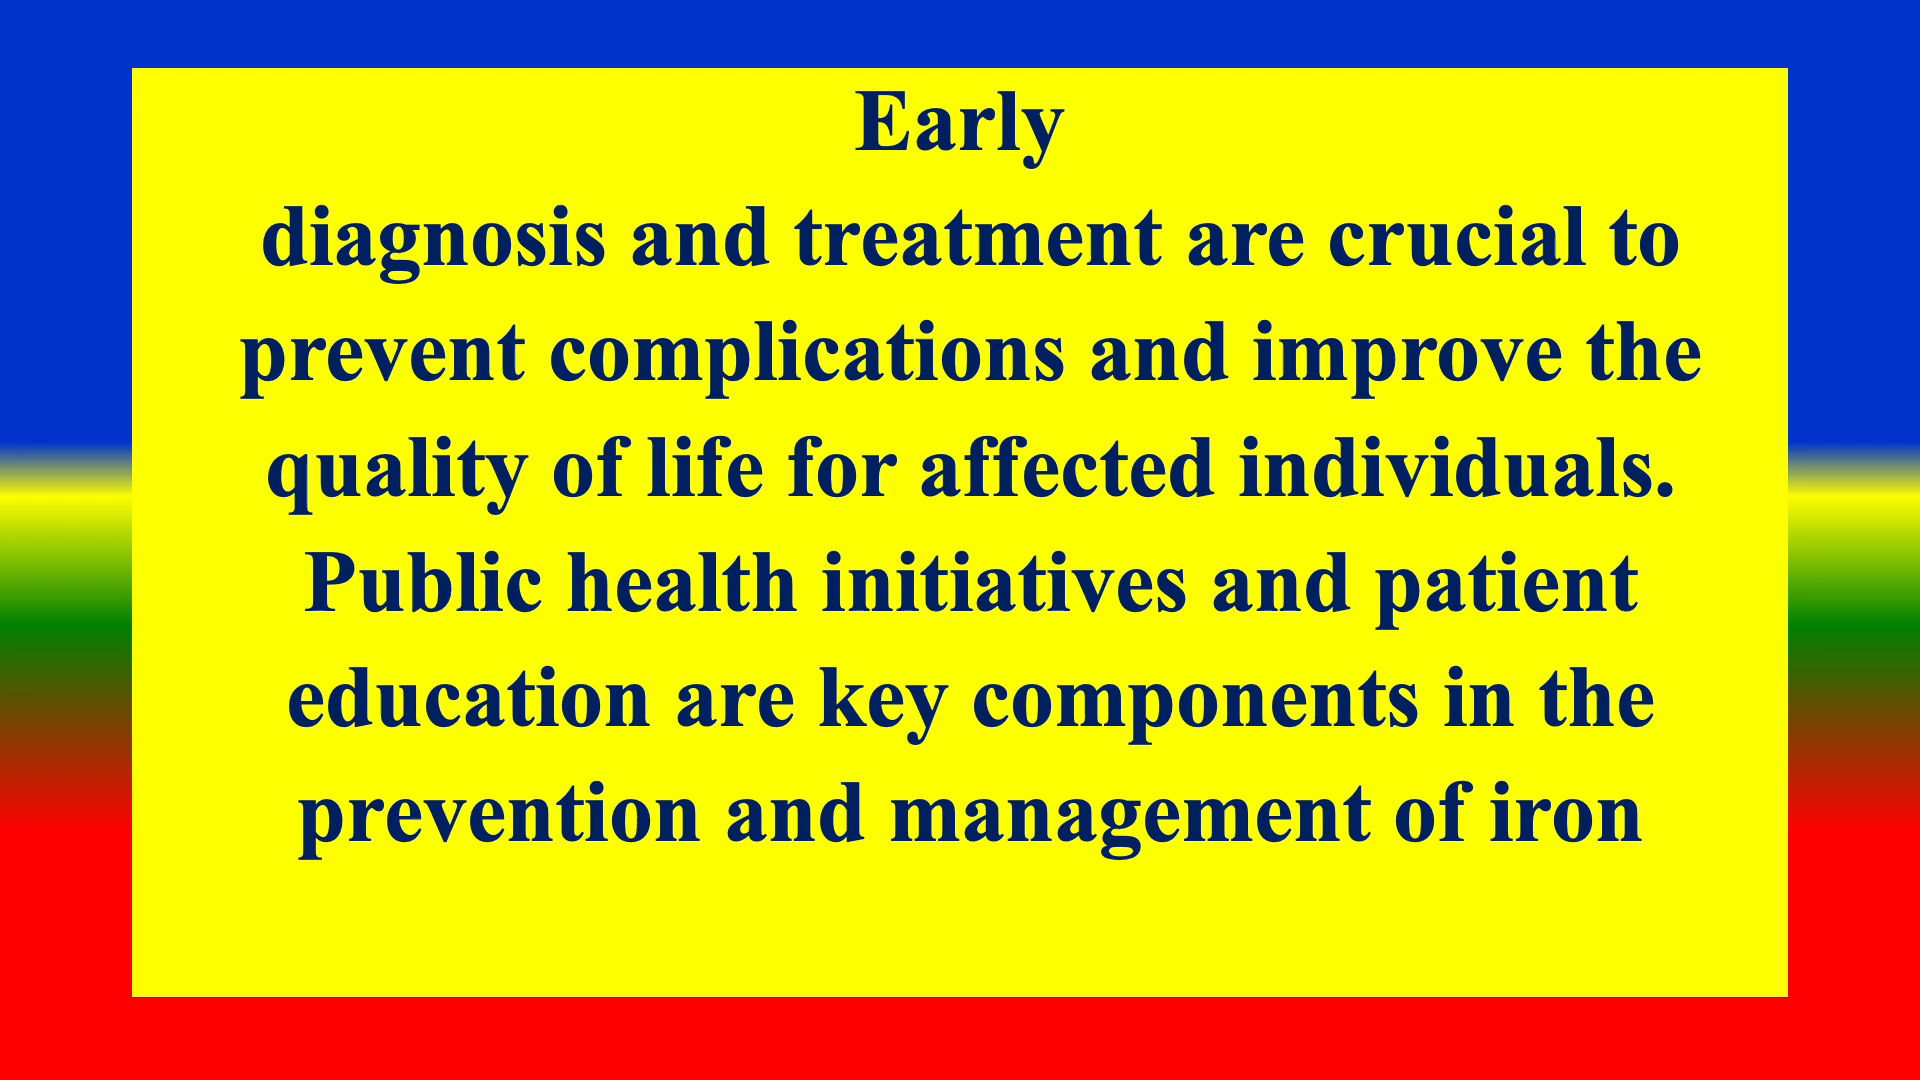 Early
diagnosis and treatment are crucial to
prevent complications and improve the
quality of life for affected individuals.
Public health initiatives and patient
education are key components in the
prevention and management of iron